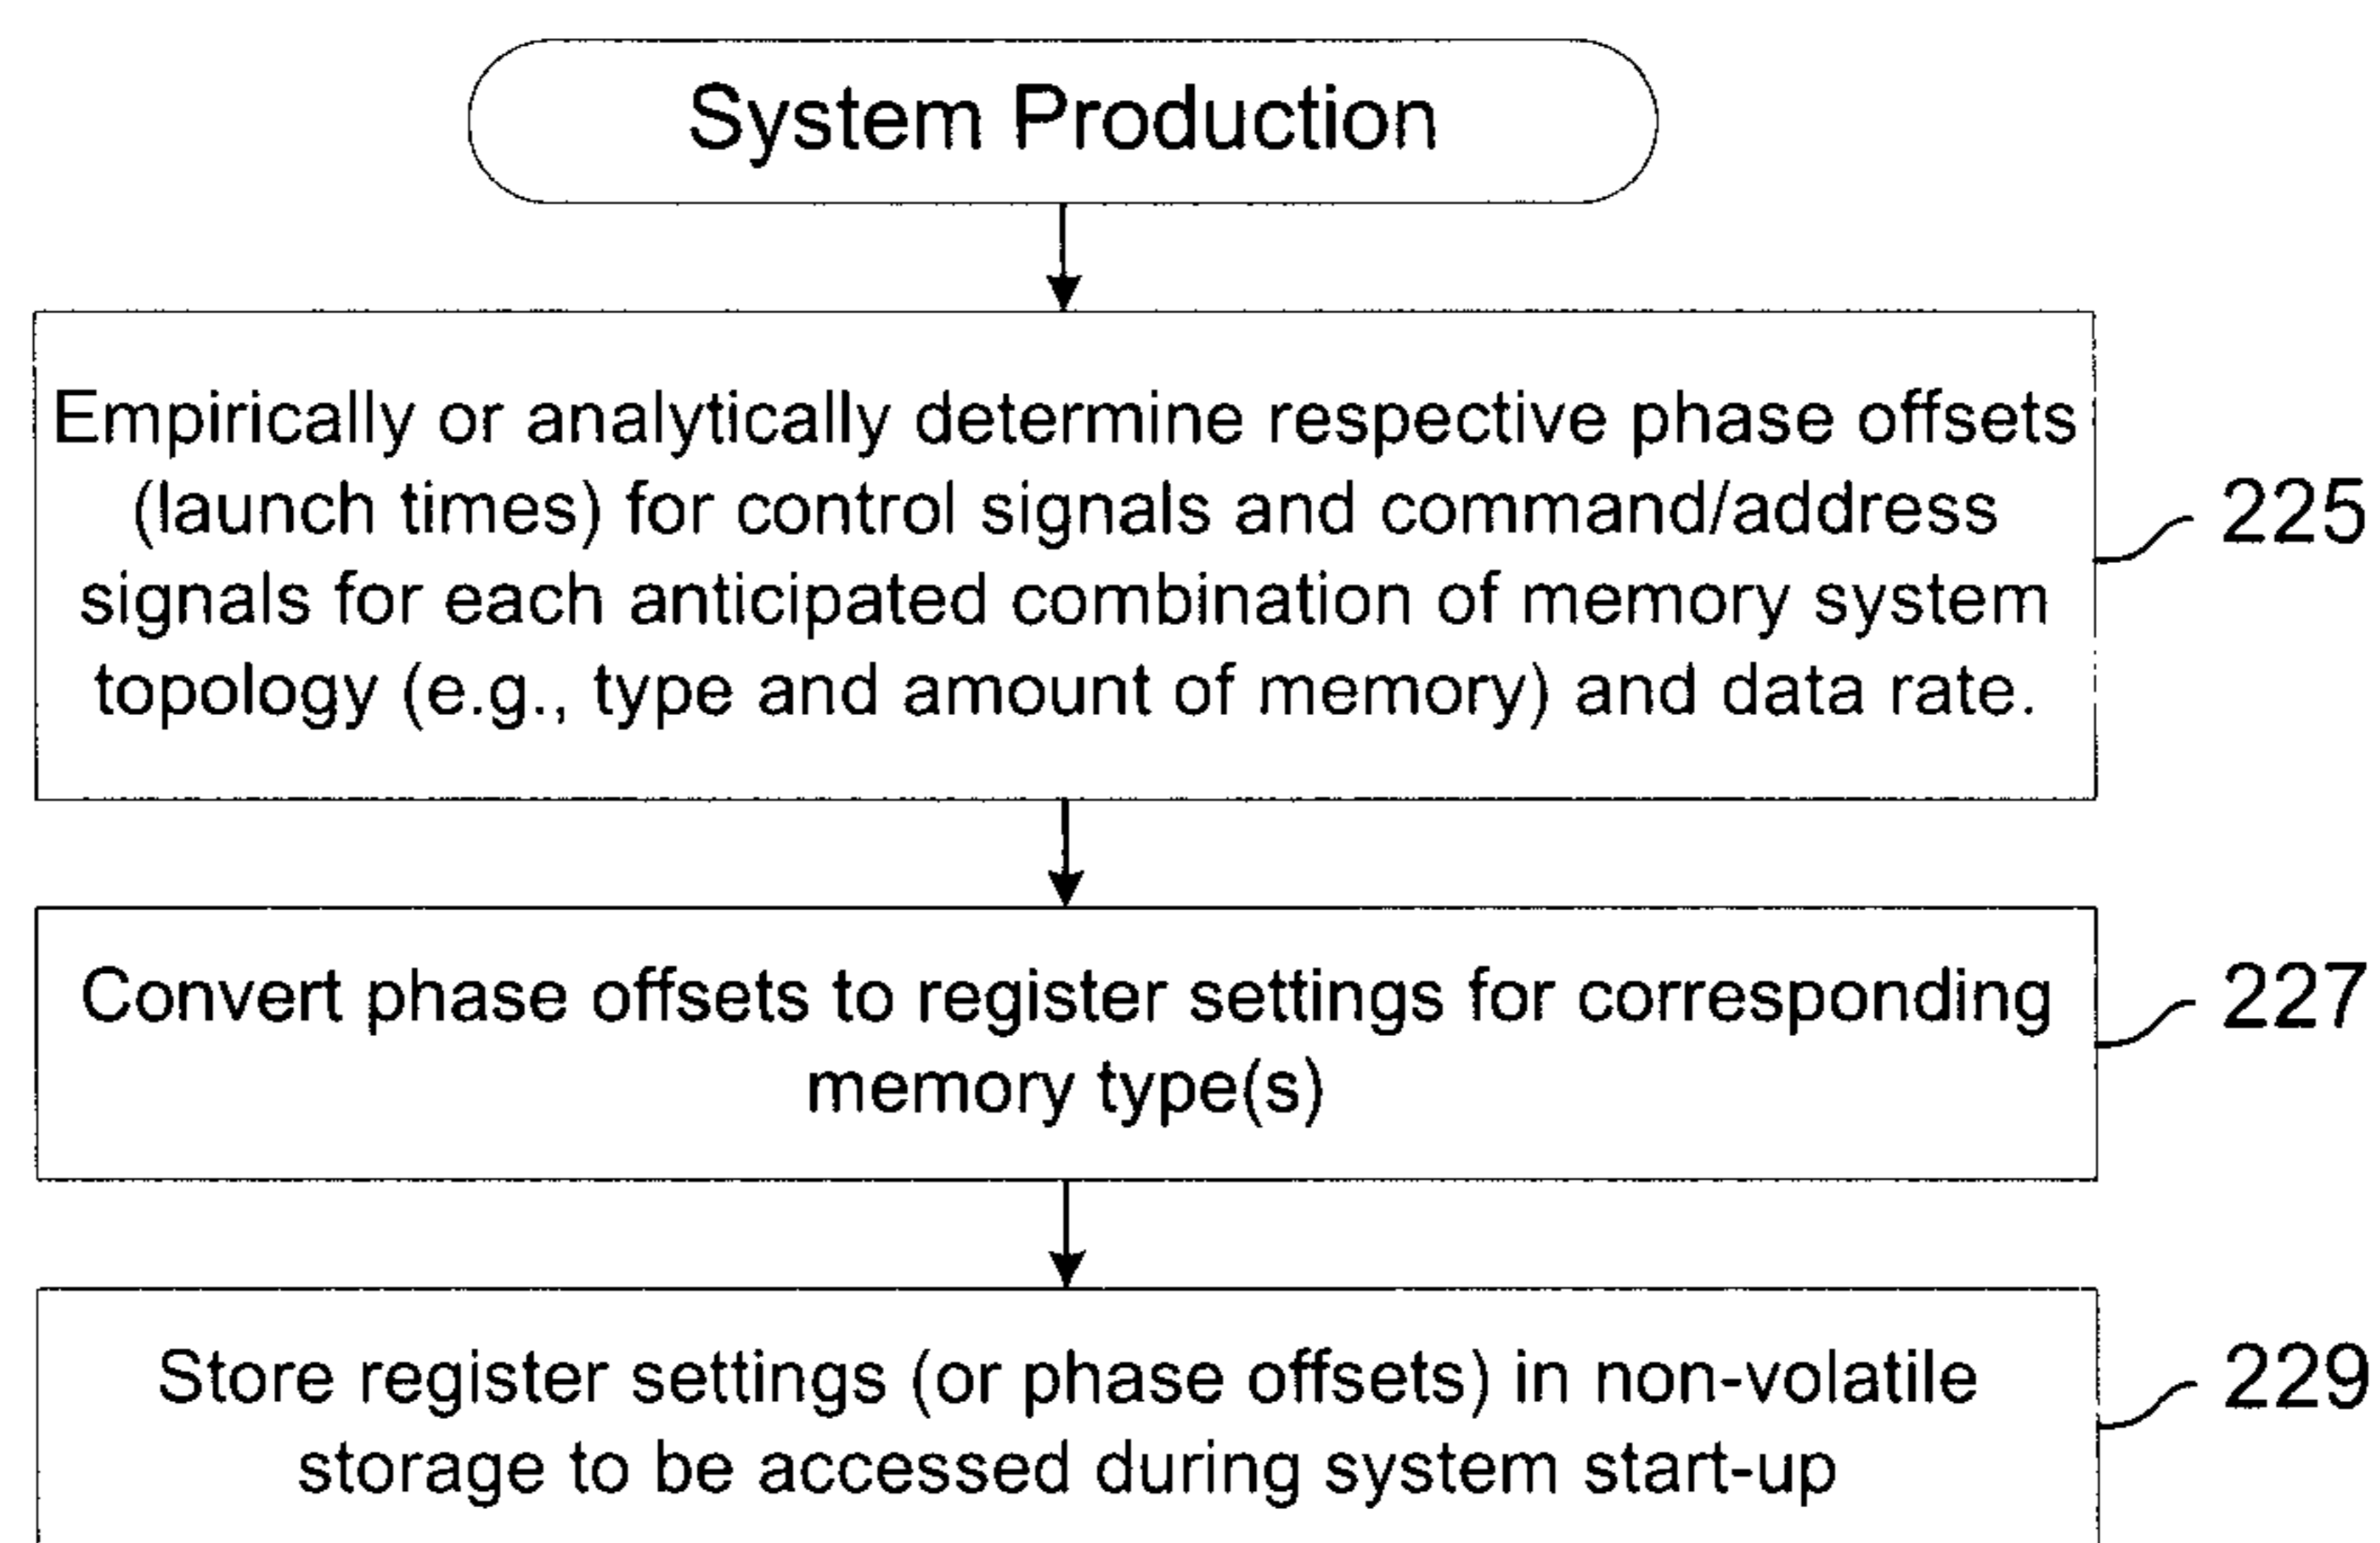 System Production
Empirically or analytically determine respective phase offsets
(launch times) for control signals and command/address
signals for each anticipated combination of memory system
topology (e.g., type and amount of memory) and data rate.
225
Convert phase offsets to register settings for corresponding
memory type(s)
227
Store register settings (or phase offsets) in non-volatile
storage to be accessed during system start-up
229